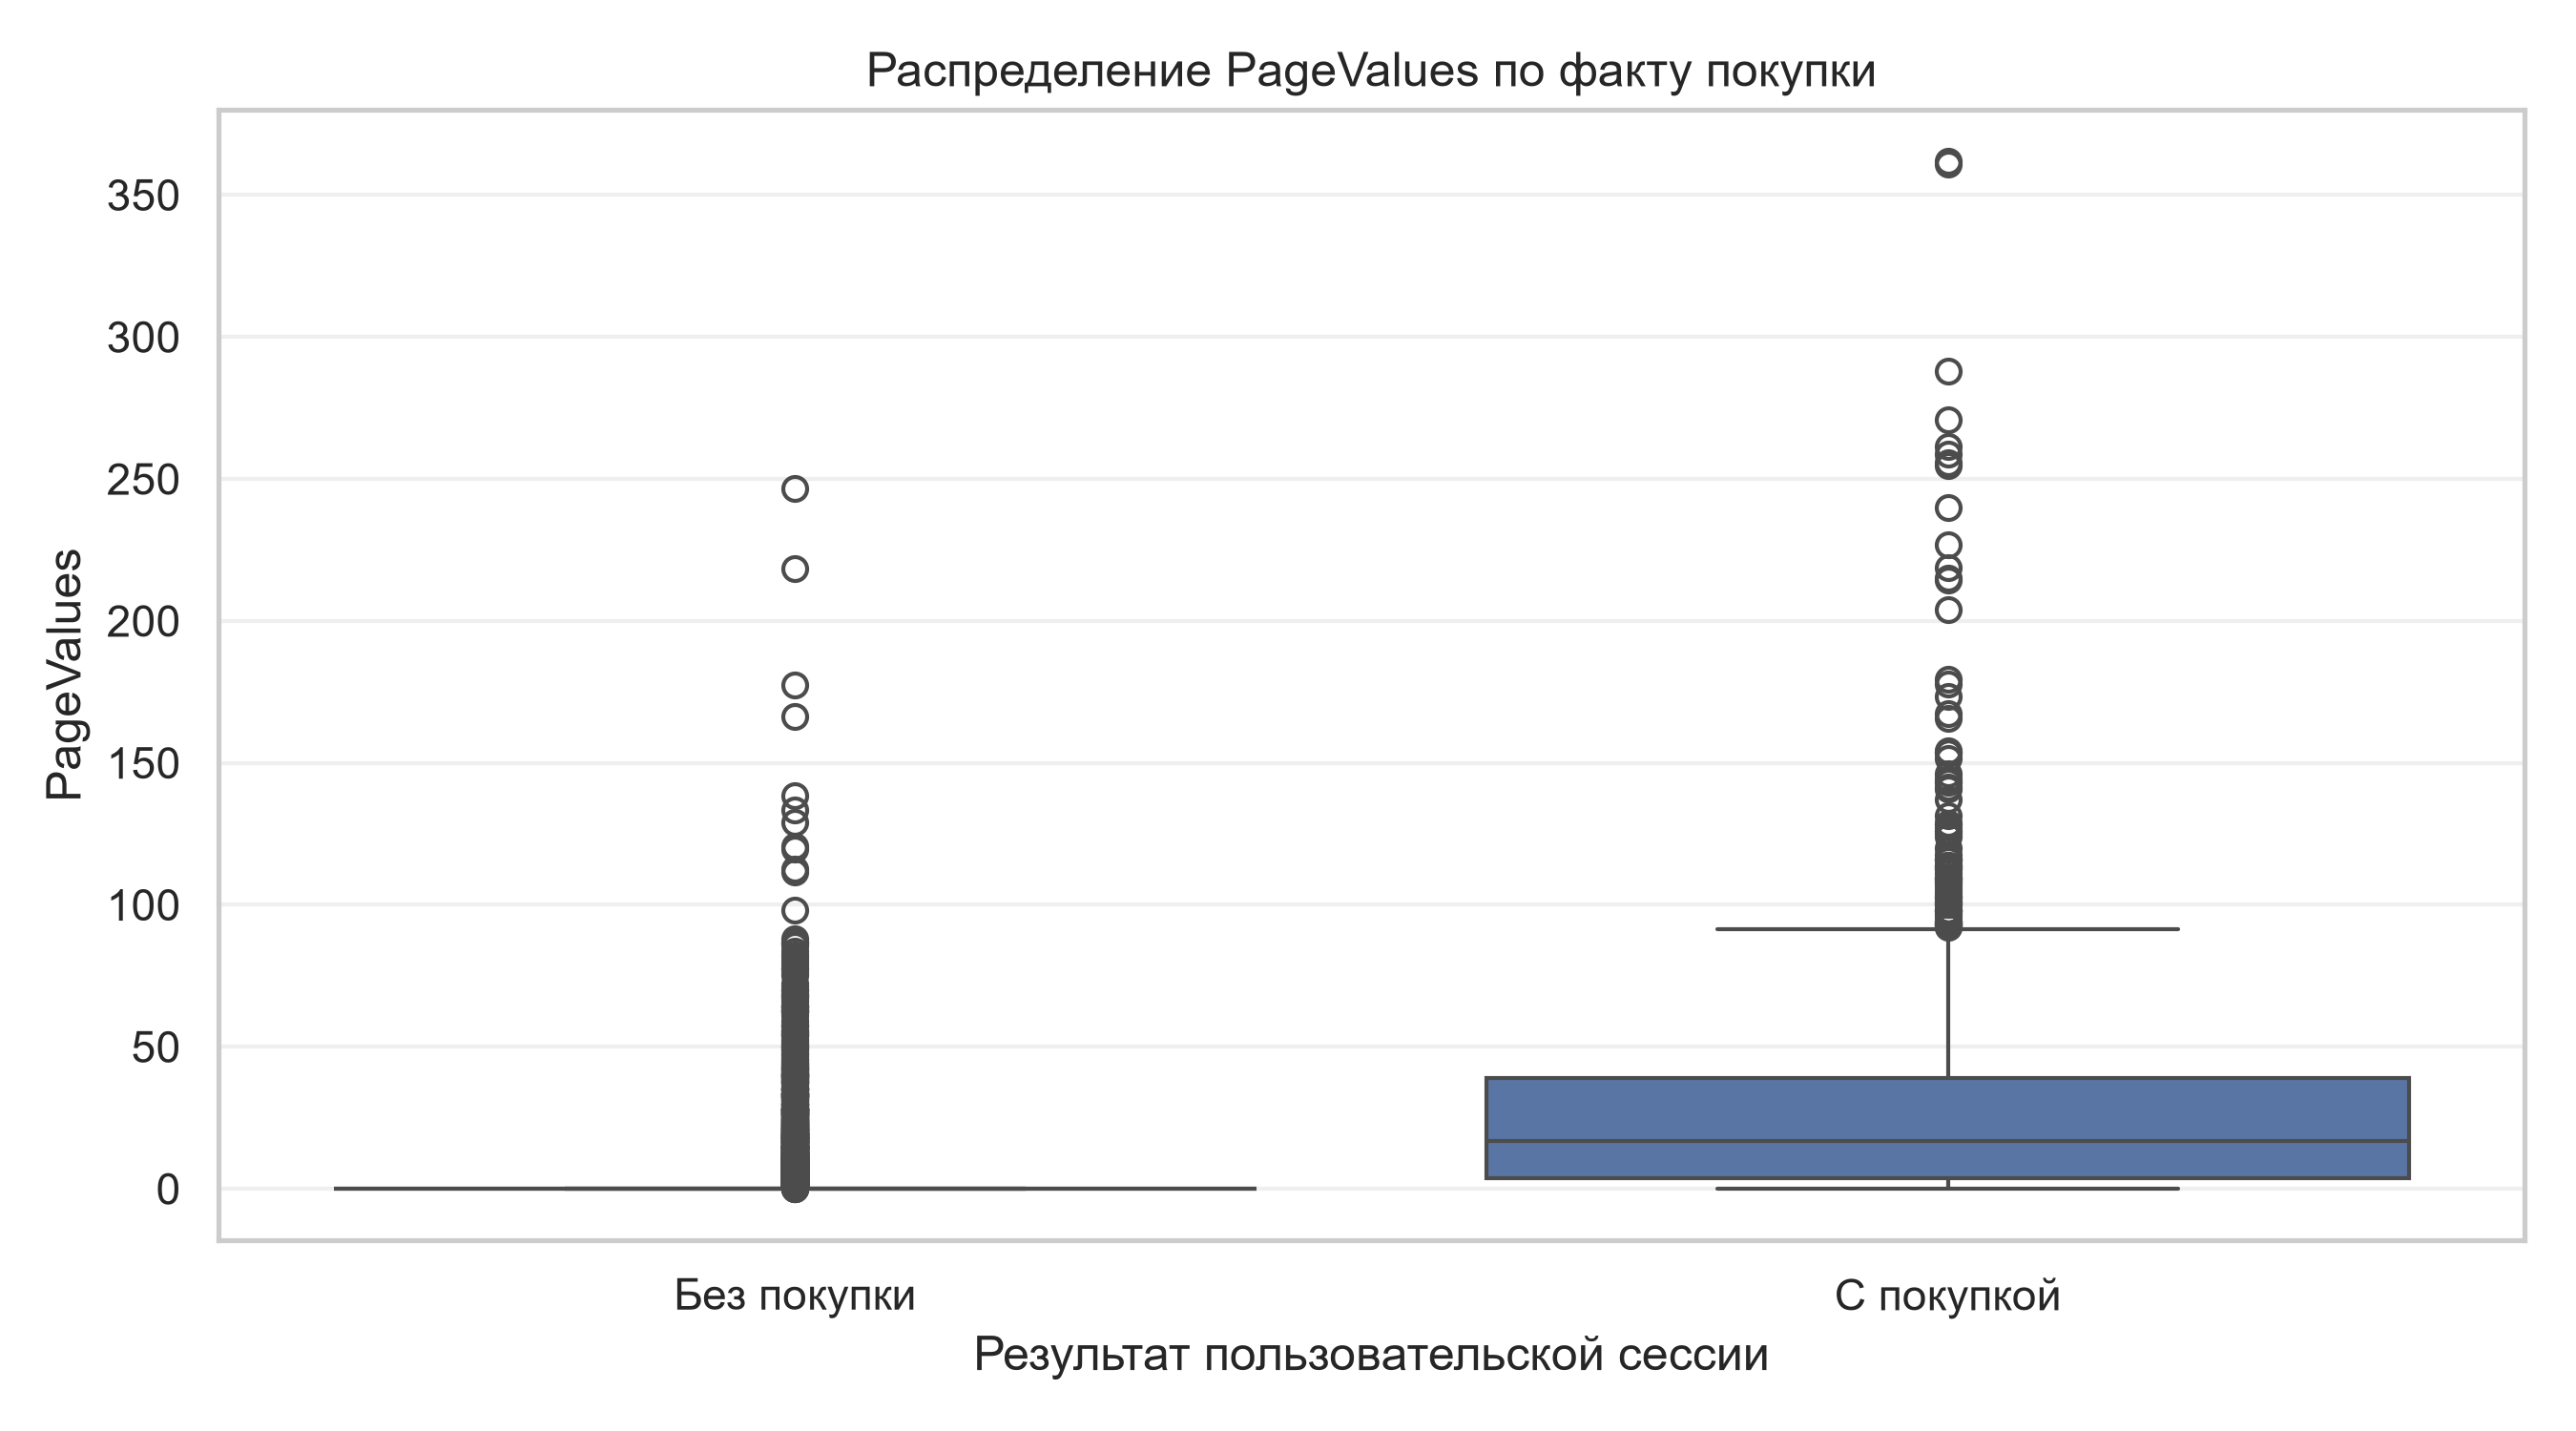 Распределение PageValues по факту покупки
350
300
250
200
150
100
50
0
PageValues
Без покупки
С покупкой
Результат пользовательской сессии